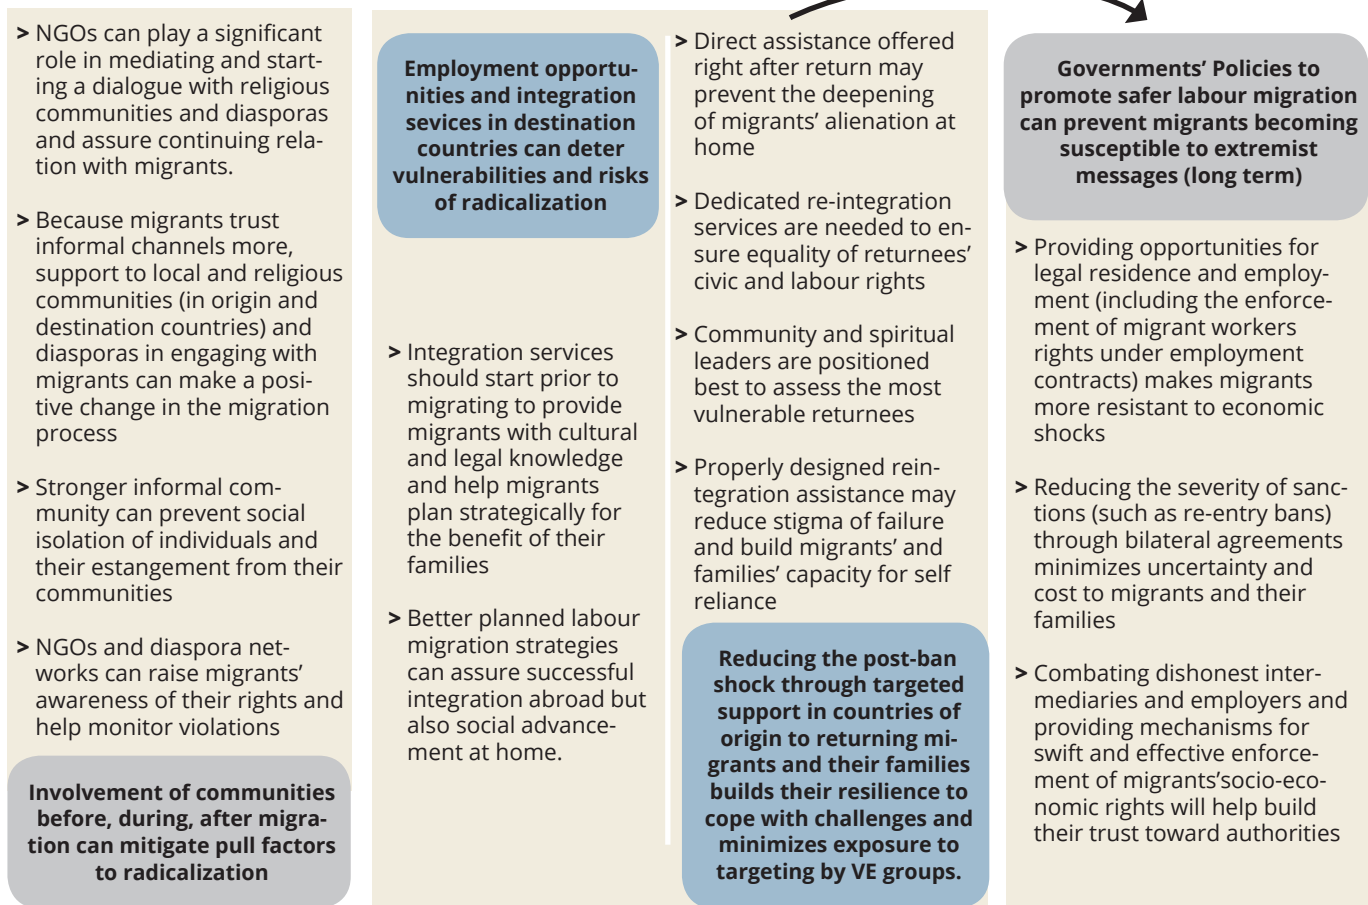 > NGOs can play a significant
role in mediating and start-
ing a dialogue with religious
communities and diasporas
and assure continuing rela-
tion with migrants.
> Because migrants trust
informal channels more,
support to local and religious
communities (in origin and
destination countries) and
diasporas in engaging with
migrants can make a posi-
tive change in the migration
process
> Stronger informal com-
munity can prevent social
isolation of individuals and
their estangement from their
communities
> NGOs and diaspora net-
works can raise migrants’
awareness of their rights and
help monitor violations
Involvement of communities
before, during, after migra-
tion can mitigate pull factors
to radicalization
Employment opportu-
nities and integration
sevices in destination
countries can deter
vulnerabilities and risks
of radicalization
> Integration services
should start prior to
migrating to provide
migrants with cultural
and legal knowledge
and help migrants
plan strategically for
the benefit of their
families
> Better planned labour
migration strategies
can assure successful
integration abroad but
also social advance-
ment at home.
> Direct assistance offered
right after return may
prevent the deepening
of migrants’ alienation at
home
> Dedicated re-integration
services are needed to en-
sure equality of returnees’
civic and labour rights
> Community and spiritual
leaders are positioned
best to assess the most
vulnerable returnees
> Properly designed rein-
tegration assistance may
reduce stigma of failure
and build migrants’ and
families’ capacity for self
reliance
Reducing the post-ban
shock through targeted
support in countries of
origin to returning mi-
grants and their families
builds their resilience to
cope with challenges and
minimizes exposure to
targeting by VE groups.
Governments’ Policies to
promote safer labour migration
can prevent migrants becoming
susceptible to extremist
messages (long term)
> Providing opportunities for
legal residence and employ-
ment (including the enforce-
ment of migrant workers
rights under employment
contracts) makes migrants
more resistant to economic
shocks
> Reducing the severity of sanc-
tions (such as re-entry bans)
through bilateral agreements
minimizes uncertainty and
cost to migrants and their
families
> Combating dishonest inter-
mediaries and employers and
providing mechanisms for
swift and effective enforce-
ment of migrants’socio-eco-
nomic rights will help build
their trust toward authorities